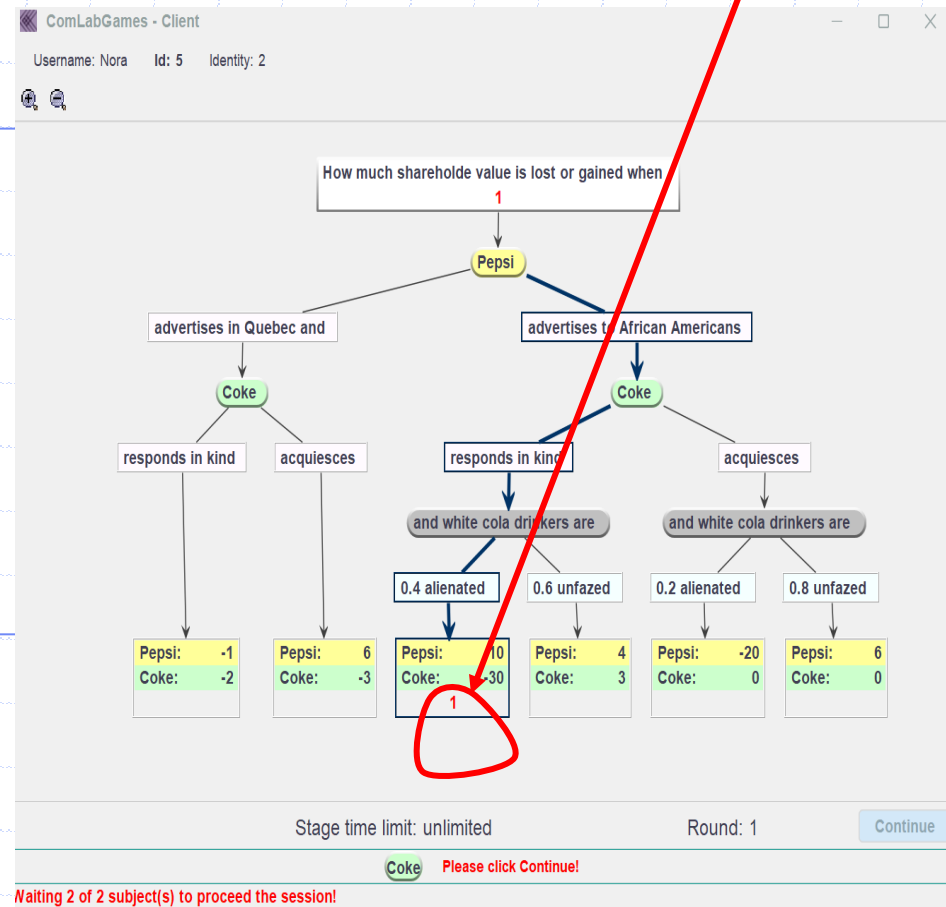 ComLabGames - Client
Username: Nora Id: 5 Identity: 2
How much shareholde value is lost or gained when
1
Pepsi
advertises in Quebec and advertises to African Americans
Coke Coke
responds in kind acquiesces responds in kind acquiesces
and white cola drinkers are and white cola drinkers are
0.4 alienated 0.6 unfazed 0.2 alienated 0.8 unfazed
Pepsi: -1 Pepsi: 6 Pepsi: 10 Pepsi: 4 Pepsi: -20 Pepsi: 6
Coke: -2 Coke: -3 Coke: -30 Coke: 3 Coke: 0 Coke: 0
1
Stage time limit: unlimited Round: 1 Continue
Coke Please click Continue!
Waiting 2 of 2 subject(s) to proceed the session!